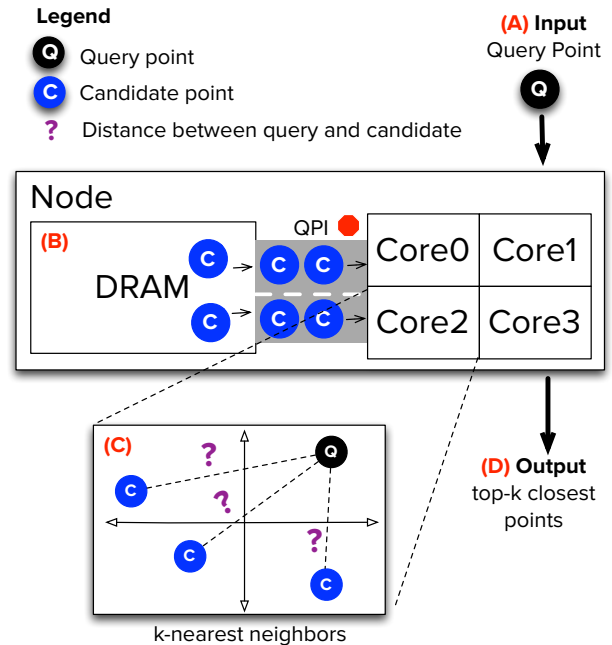 Legend
Q Query point
C Candidate point
? Distance between query and candidate
(A) Input
Query Point
Q
Node
(B)
DRAM
C
C
QPI
C C
C C
Core0 Core1
Core2 Core3
(C)
? Q
C
?
?
C
C
k-nearest neighbors
(D) Output
top-k closest
points